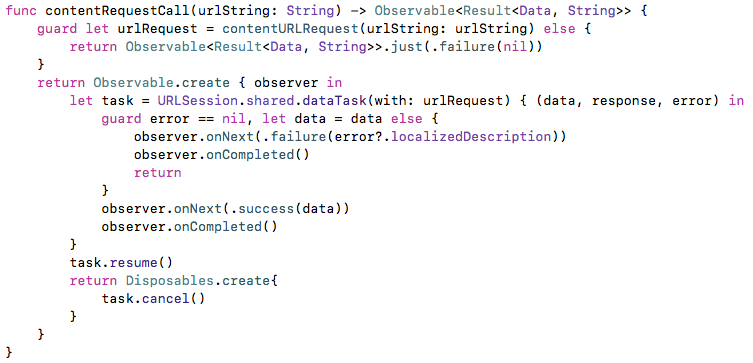 func contentRequestCall(urlString: String) -> Observable<Result<Data, String>> {
    guard let urlRequest = contentURLRequest(urlString: urlString) else {
        return Observable<Result<Data, String>>.just(.failure(nil))
    }
    return Observable.create { observer in
        let task = URLSession.shared.dataTask(with: urlRequest) { (data, response, error) in
            guard error == nil, let data = data else {
                observer.onNext(.failure(error?.localizedDescription))
                observer.onCompleted()
                return
            }
            observer.onNext(.success(data))
            observer.onCompleted()
        }
        task.resume()
        return Disposables.create{
            task.cancel()
        }
    }
}